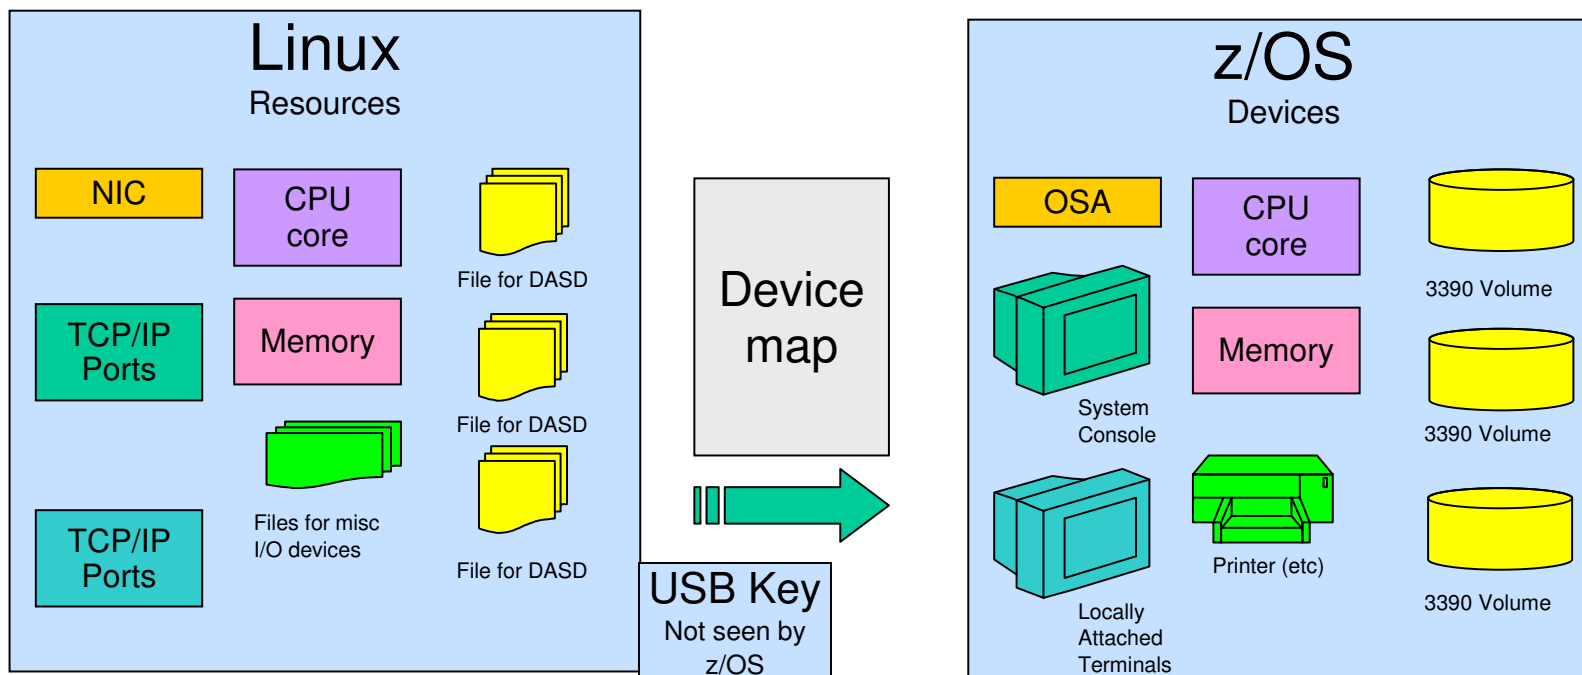 Linux
Resources
NIC
CPU
core
File for DASD
TCP/IP
Ports
Memory
File for DASD
Files for misc
I/O devices
TCP/IP
Ports
File for DASD
Device
map
USB Key
Not seen by
z/OS
z/OS
Devices
OSA
CPU
core
3390 Volume
System
Console
Memory
3390 Volume
Locally
Attached
Terminals
Printer (etc)
3390 Volume